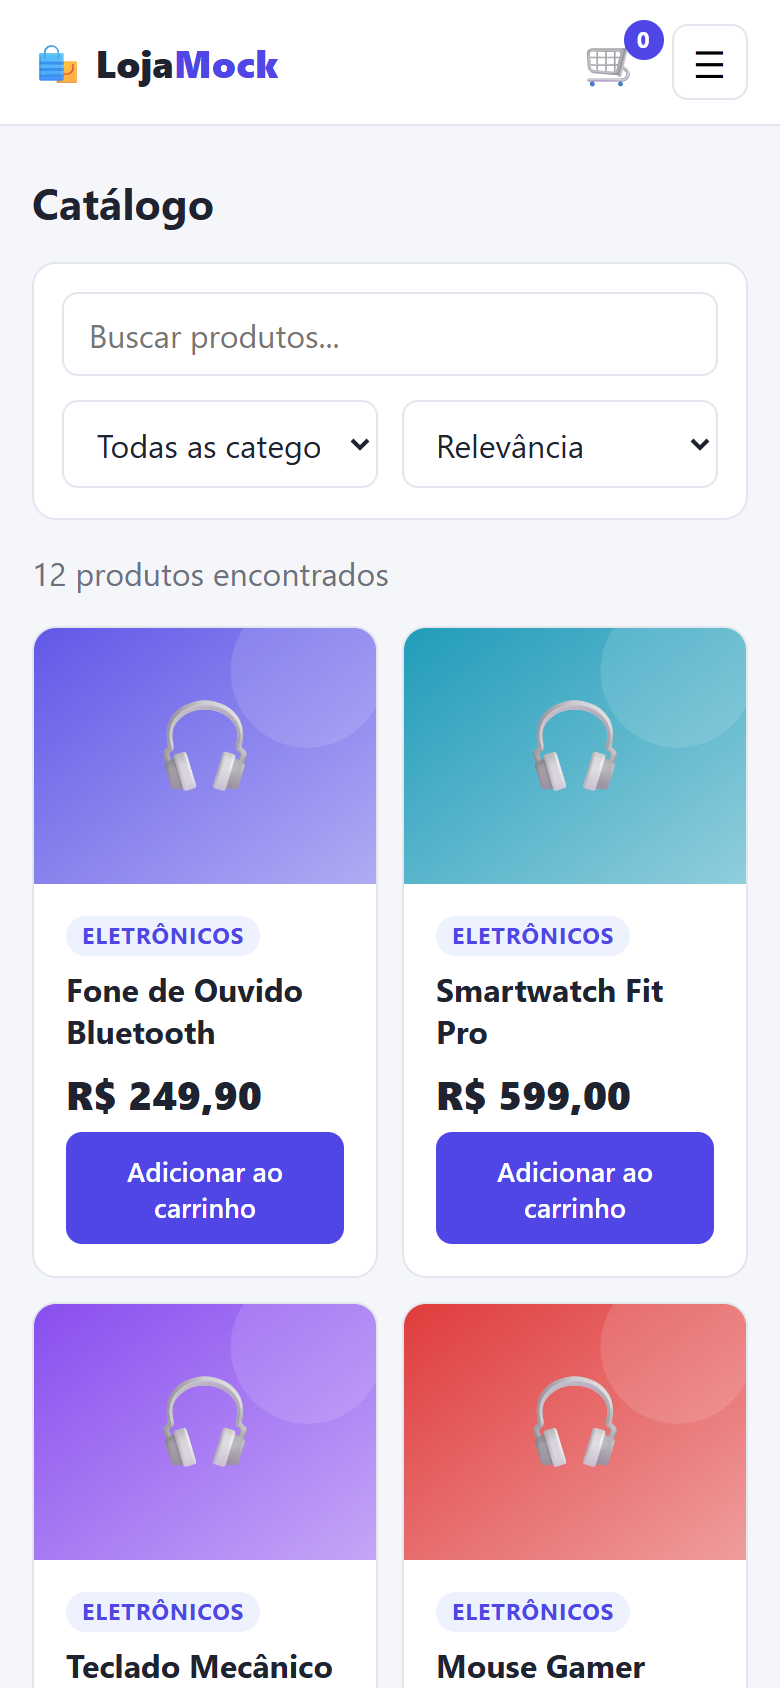 LojaMock
0
Catálogo
Buscar produtos...
Todas as catego
Relevância
12 produtos encontrados
ELETRÔNICOS
Fone de Ouvido
Bluetooth
R$ 249,90
Adicionar ao
carrinho
ELETRÔNICOS
Smartwatch Fit
Pro
R$ 599,00
Adicionar ao
carrinho
ELETRÔNICOS
Teclado Mecânico
ELETRÔNICOS
Mouse Gamer